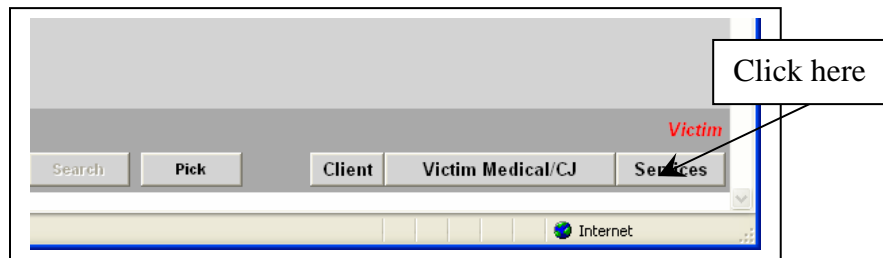 Click here
Victim
Search Pick Client Victim Medical/CJ Services
Internet